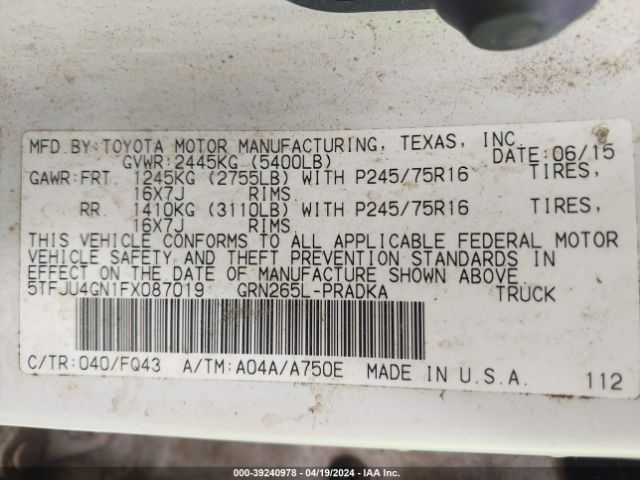 MFD BY:TOYOTA MOTOR MANUFACTURING, TEXAS, INC.
GVWR:2445KG (5400LB) DATE:06/15
GAWR:FRT. 1245KG (2755LB) WITH P245/75R16 TIRES,
16X7J RIMS
RR. 1410KG (3110LB) WITH P245/75R16 TIRES,
16X7J RIMS
THIS VEHICLE CONFORMS TO ALL APPLICABLE FEDERAL MOTOR
VEHICLE SAFETY AND THEFT PREVENTION STANDARDS IN
EFFECT ON THE DATE OF MANUFACTURE SHOWN ABOVE.
5TFJU4GN1FX087019 GRN265L-PRADKA TRUCK
C/TR:040/FQ43 A/TM:A04A/A750E MADE IN U.S.A. 112
000-39240978 - 04/19/2024 - IAA Inc.